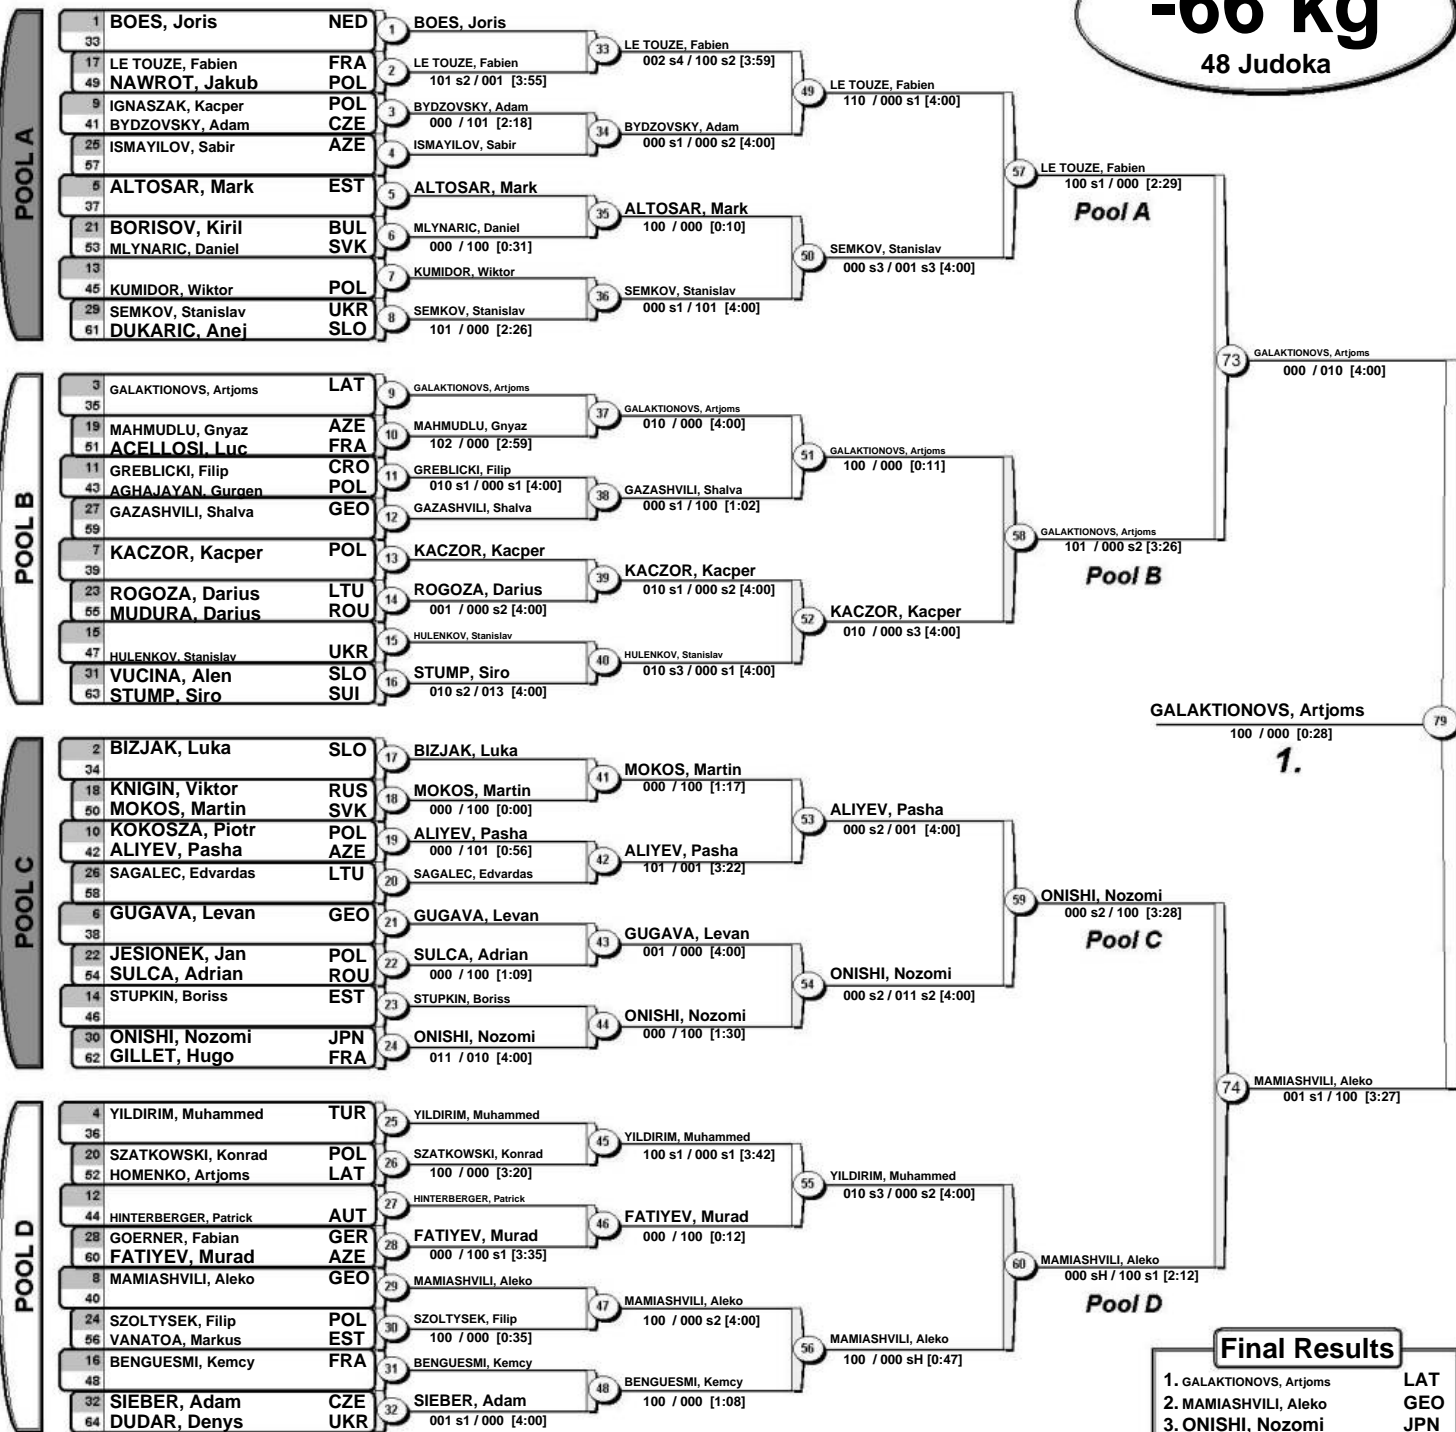 -66 kg
48 Judoka
POOL A
1 BOES, Joris NED
33
17 LE TOUZE, Fabien FRA
49 NAWROT, Jakub POL
9 IGNASZAK, Kacper POL
41 BYDZOVSKY, Adam CZE
25 ISMAYILOV, Sabir AZE
57
5 ALTOSAR, Mark EST
37
21 BORISOV, Kiril BUL
53 MLYNARIC, Daniel SVK
13
45 KUMIDOR, Wiktor POL
29 SEMKOV, Stanislav UKR
61 DUKARIC, Anej SLO
1 BOES, Joris
2 LE TOUZE, Fabien
101 s2 / 001 [3:55]
3 BYDZOVSKY, Adam
000 / 101 [2:18]
4 ISMAYILOV, Sabir
5 ALTOSAR, Mark
6 MLYNARIC, Daniel
000 / 100 [0:31]
7 KUMIDOR, Wiktor
8 SEMKOV, Stanislav
101 / 000 [2:26]
33 LE TOUZE, Fabien
002 s4 / 100 s2 [3:59]
34 BYDZOVSKY, Adam
000 s1 / 000 s2 [4:00]
35 ALTOSAR, Mark
100 / 000 [0:10]
36 SEMKOV, Stanislav
000 s1 / 101 [4:00]
49 LE TOUZE, Fabien
110 / 000 s1 [4:00]
50 SEMKOV, Stanislav
000 s3 / 001 s3 [4:00]
57 LE TOUZE, Fabien
100 s1 / 000 [2:29]
Pool A
POOL B
3 GALAKTIONOVS, Artjoms LAT
35
19 MAHMUDLU, Gnyaz AZE
51 ACELLOSI, Luc FRA
11 GREBLICKI, Filip CRO
43 AGHAJAYAN, Gurgen POL
27 GAZASHVILI, Shalva GEO
59
7 KACZOR, Kacper POL
39
23 ROGOZA, Darius LTU
55 MUDURA, Darius ROU
15
47 HULENKOV, Stanislav UKR
31 VUCINA, Alen SLO
63 STUMP, Siro SUI
9 GALAKTIONOVS, Artjoms
10 MAHMUDLU, Gnyaz
102 / 000 [2:59]
11 GREBLICKI, Filip
010 s1 / 000 s1 [4:00]
12 GAZASHVILI, Shalva
13 KACZOR, Kacper
14 ROGOZA, Darius
001 / 000 s2 [4:00]
15 HULENKOV, Stanislav
16 STUMP, Siro
010 s2 / 013 [4:00]
37 GALAKTIONOVS, Artjoms
010 / 000 [4:00]
38 GAZASHVILI, Shalva
000 s1 / 100 [1:02]
39 KACZOR, Kacper
010 s1 / 000 s2 [4:00]
40 HULENKOV, Stanislav
010 s3 / 000 s1 [4:00]
51 GALAKTIONOVS, Artjoms
100 / 000 [0:11]
52 KACZOR, Kacper
010 / 000 s3 [4:00]
58 GALAKTIONOVS, Artjoms
101 / 000 s2 [3:26]
Pool B
73 GALAKTIONOVS, Artjoms
000 / 010 [4:00]
GALAKTIONOVS, Artjoms 79
100 / 000 [0:28]
1.
POOL C
2 BIZJAK, Luka SLO
34
18 KNIGIN, Viktor RUS
50 MOKOS, Martin SVK
10 KOKOSZA, Piotr POL
42 ALIYEV, Pasha AZE
26 SAGALEC, Edvardas LTU
58
6 GUGAVA, Levan GEO
38
22 JESIONEK, Jan POL
54 SULCA, Adrian ROU
14 STUPKIN, Boriss EST
46
30 ONISHI, Nozomi JPN
62 GILLET, Hugo FRA
17 BIZJAK, Luka
18 MOKOS, Martin
000 / 100 [0:00]
19 ALIYEV, Pasha
000 / 101 [0:56]
20 SAGALEC, Edvardas
21 GUGAVA, Levan
22 SULCA, Adrian
000 / 100 [1:09]
23 STUPKIN, Boriss
24 ONISHI, Nozomi
011 / 010 [4:00]
41 MOKOS, Martin
000 / 100 [1:17]
42 ALIYEV, Pasha
101 / 001 [3:22]
43 GUGAVA, Levan
001 / 000 [4:00]
44 ONISHI, Nozomi
000 / 100 [1:30]
53 ALIYEV, Pasha
000 s2 / 001 [4:00]
54 ONISHI, Nozomi
000 s2 / 011 s2 [4:00]
59 ONISHI, Nozomi
000 s2 / 100 [3:28]
Pool C
POOL D
4 YILDIRIM, Muhammed TUR
36
20 SZATKOWSKI, Konrad POL
52 HOMENKO, Artjoms LAT
12
44 HINTERBERGER, Patrick AUT
28 GOERNER, Fabian GER
60 FATIYEV, Murad AZE
8 MAMIASHVILI, Aleko GEO
40
24 SZOLTYSEK, Filip POL
56 VANATOA, Markus EST
16 BENGUESMI, Kemcy FRA
48
32 SIEBER, Adam CZE
64 DUDAR, Denys UKR
25 YILDIRIM, Muhammed
26 SZATKOWSKI, Konrad
100 / 000 [3:20]
27 HINTERBERGER, Patrick
28 FATIYEV, Murad
000 / 100 s1 [3:35]
29 MAMIASHVILI, Aleko
30 SZOLTYSEK, Filip
100 / 000 [0:35]
31 BENGUESMI, Kemcy
32 SIEBER, Adam
001 s1 / 000 [4:00]
45 YILDIRIM, Muhammed
100 s1 / 000 s1 [3:42]
46 FATIYEV, Murad
000 / 100 [0:12]
47 MAMIASHVILI, Aleko
100 / 000 s2 [4:00]
48 BENGUESMI, Kemcy
100 / 000 [1:08]
55 YILDIRIM, Muhammed
010 s3 / 000 s2 [4:00]
56 MAMIASHVILI, Aleko
100 / 000 sH [0:47]
60 MAMIASHVILI, Aleko
000 sH / 100 s1 [2:12]
Pool D
74 MAMIASHVILI, Aleko
001 s1 / 100 [3:27]
Final Results
1. GALAKTIONOVS, Artjoms LAT
2. MAMIASHVILI, Aleko GEO
3. ONISHI, Nozomi JPN